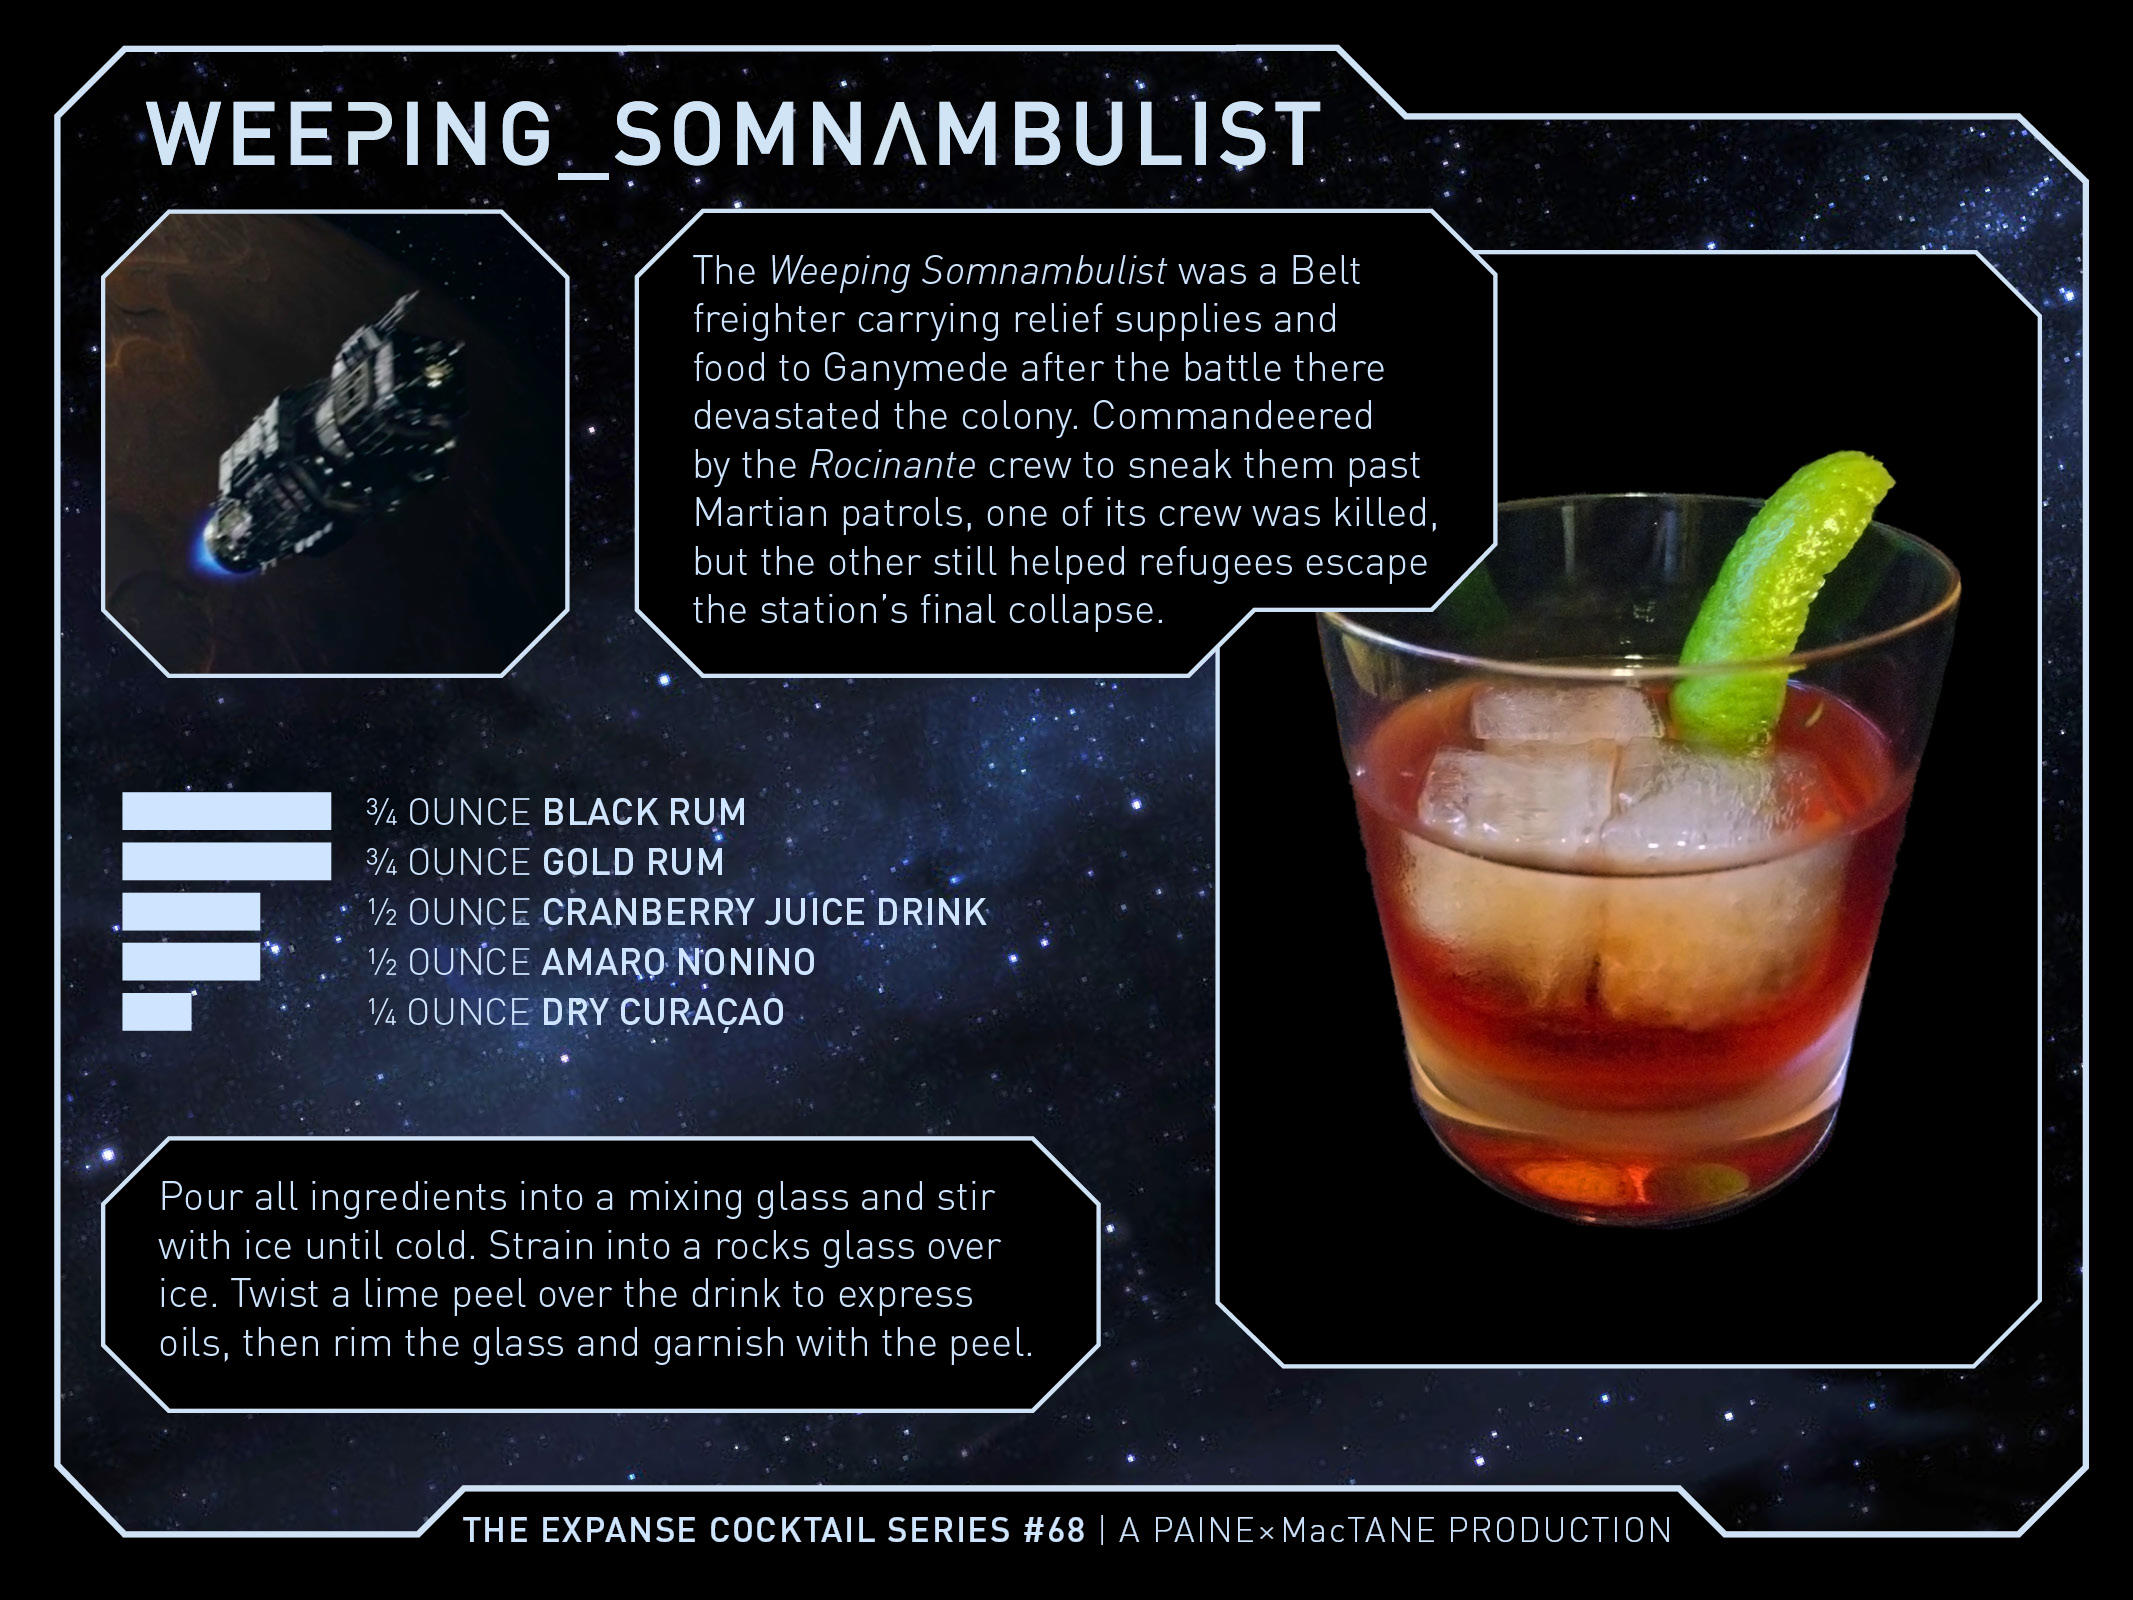 WEEPING_SOMNAMBULIST
The Weeping Somnambulist was a Belt
freighter carrying relief supplies and
food to Ganymede after the battle there
devastated the colony. Commandeered
by the Rocinante crew to sneak them past
Martian patrols, one of its crew was killed,
but the other still helped refugees escape
the station’s final collapse.
¾ OUNCE BLACK RUM
¾ OUNCE GOLD RUM
½ OUNCE CRANBERRY JUICE DRINK
½ OUNCE AMARO NONINO
¼ OUNCE DRY CURAÇAO
Pour all ingredients into a mixing glass and stir
with ice until cold. Strain into a rocks glass over
ice. Twist a lime peel over the drink to express
oils, then rim the glass and garnish with the peel.
THE EXPANSE COCKTAIL SERIES #68 | A PAINE×MacTANE PRODUCTION